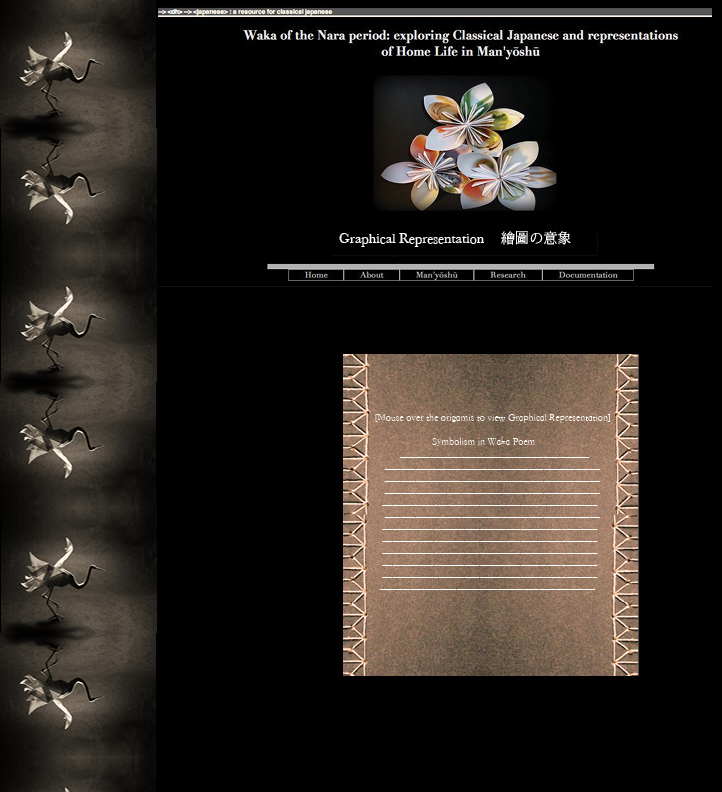 --> <dh> --> <japanese> : a resource for classical japanese
Waka of the Nara period: exploring Classical Japanese and representations
of Home Life in Man'yōshū
Graphical Representation 繪圖の意象
Home About Man'yōshū Research Documentation
[Mouse over the origamis to view Graphical Representation]
Symbolism in Waka Poem